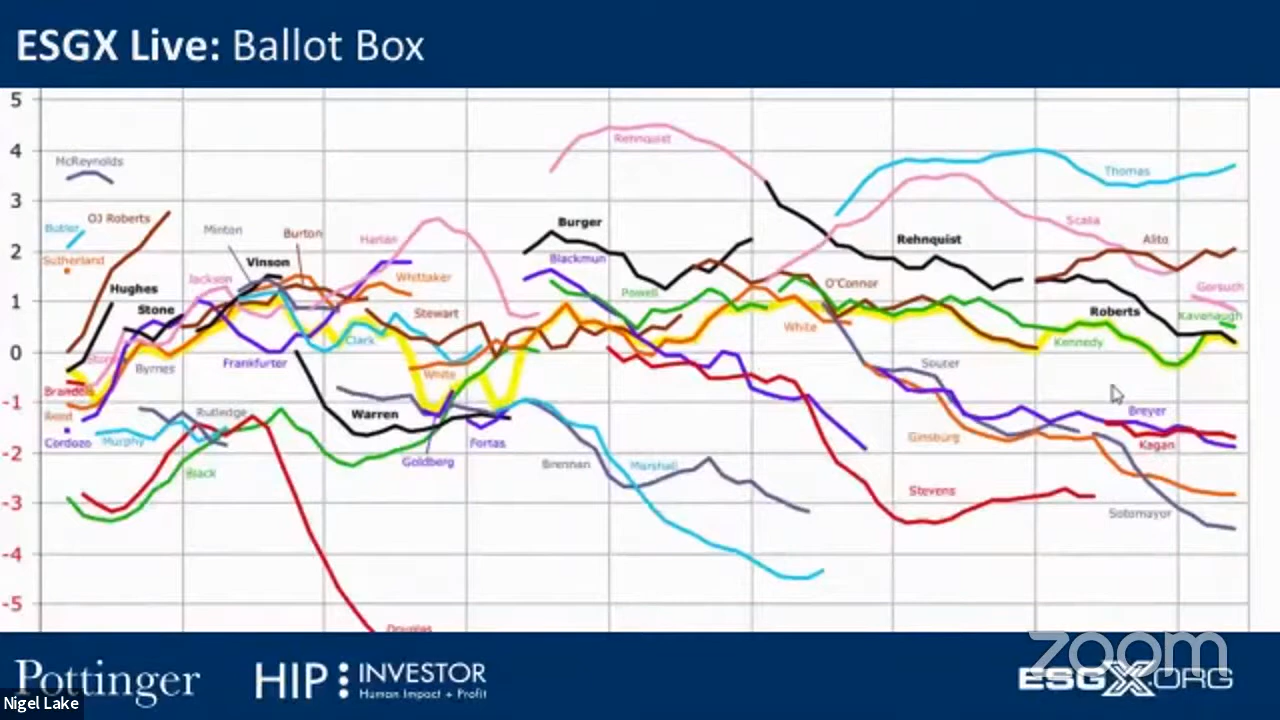 ESGX Live: Ballot Box
5
4
3
2
1
0
-1
-2
-3
-4
-5
McReynolds
OJ Roberts
Butler
Sutherland
Hughes
Stone
Stone
Brandeis
Reed
Cordozo
Murphy
Byrnes
Rutledge
Black
Minton
Jackson
Vinson
Burton
Frankfurter
Harlan
Whittaker
Clark
Stewart
White
Warren
Goldberg
Fortas
Douglas
Rehnquist
Burger
Blackmun
Powell
Brennan
Marshall
White
O'Connor
Rehnquist
Souter
Ginsburg
Stevens
Thomas
Scalia
Alito
Gorsuch
Roberts
Kavenaugh
Kennedy
Breyer
Kagan
Sotomayor
Pottinger
HIP INVESTOR
Human Impact + Profit
zoom
ESGX.ORG
Nigel Lake